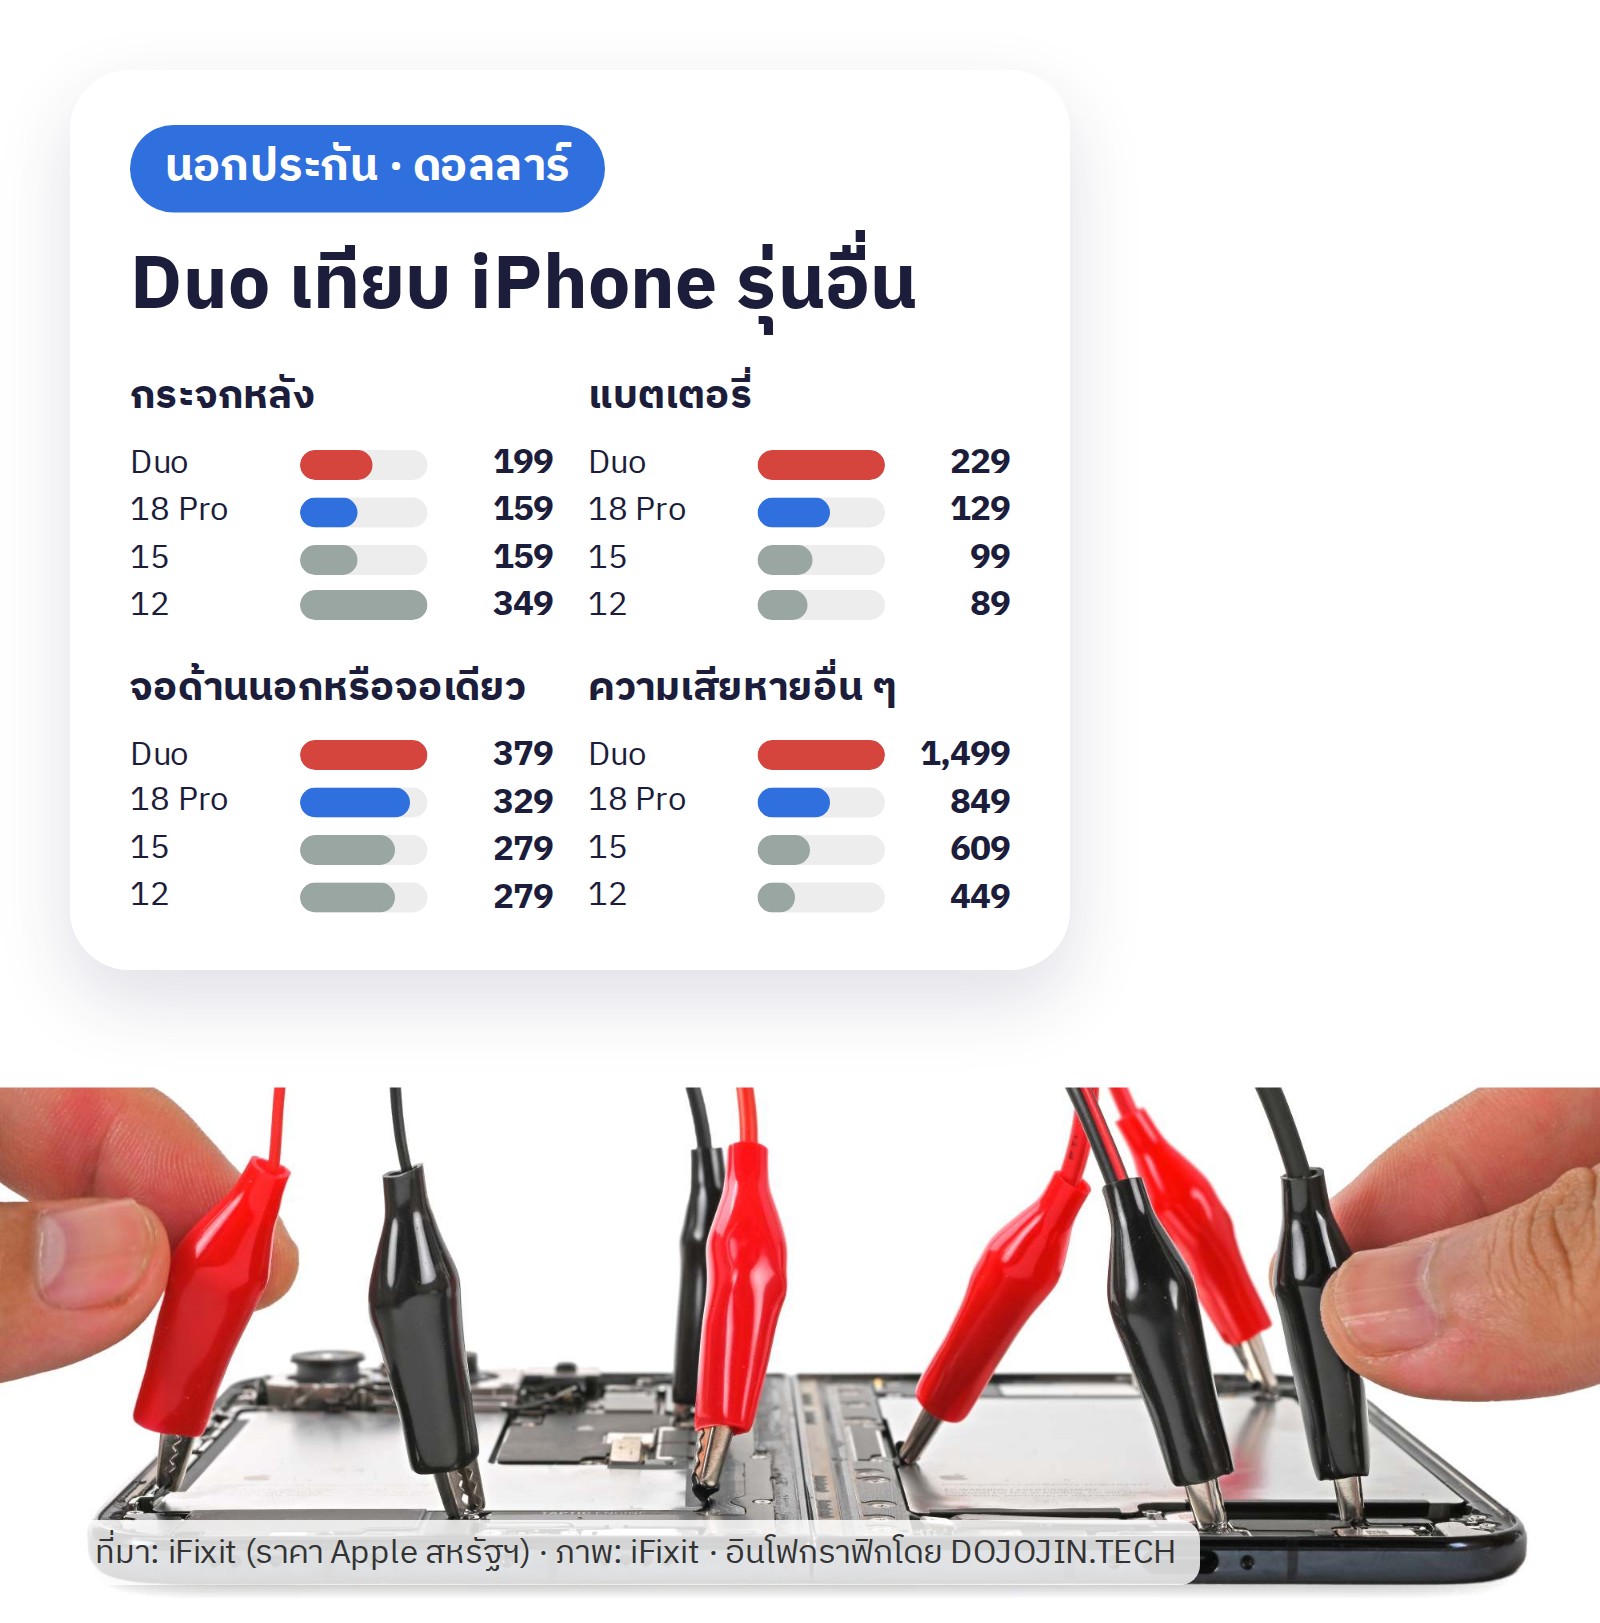 นอกประกัน · ดอลลาร์
Duo เทียบ iPhone รุ่นอื่น
กระจกหลัง
Duo 199
18 Pro 159
15 159
12 349
แบตเตอรี่
Duo 229
18 Pro 129
15 99
12 89
จอด้านนอกหรือจอเดียว
Duo 379
18 Pro 329
15 279
12 279
ความเสียหายอื่น ๆ
Duo 1,499
18 Pro 849
15 609
12 449
ที่มา: iFixit (ราคา Apple สหรัฐฯ) · ภาพ: iFixit · อินโฟกราฟิกโดย DOJOJIN.TECH